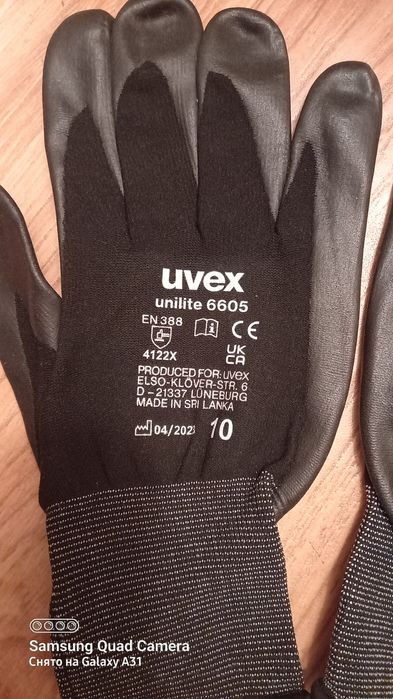 uvex
unilite 6605
EN 388
4122X
CE
UK
CA
PRODUCED FOR: uvex
ELSO-KLÖVER-STR. 6
D - 21337 LÜNEBURG
MADE IN SRI LANKA
10
Samsung Quad Camera
Снято на Galaxy A31